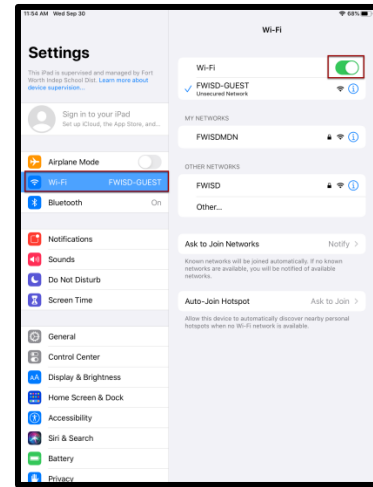 11:54 AM Wed Sep 30
68%
Settings
This iPad is supervised and managed by Fort
Worth Indep School Dist. Learn more about
device supervision...
Sign in to your iPad
Set up iCloud, the App Store, and...
Airplane Mode
Wi-Fi FWISD-GUEST
Bluetooth On
Notifications
Sounds
Do Not Disturb
Screen Time
General
Control Center
AA Display & Brightness
Home Screen & Dock
Accessibility
Siri & Search
Battery
Privacy
Wi-Fi
Wi-Fi
FWISD-GUEST
Unsecured Network
MY NETWORKS
FWISDMDN
OTHER NETWORKS
FWISD
Other...
Ask to Join Networks Notify
Known networks will be joined automatically. If no known
networks are available, you will be notified of available
networks.
Auto-Join Hotspot Ask to Join
Allow this device to automatically discover nearby personal
hotspots when no Wi-Fi network is available.